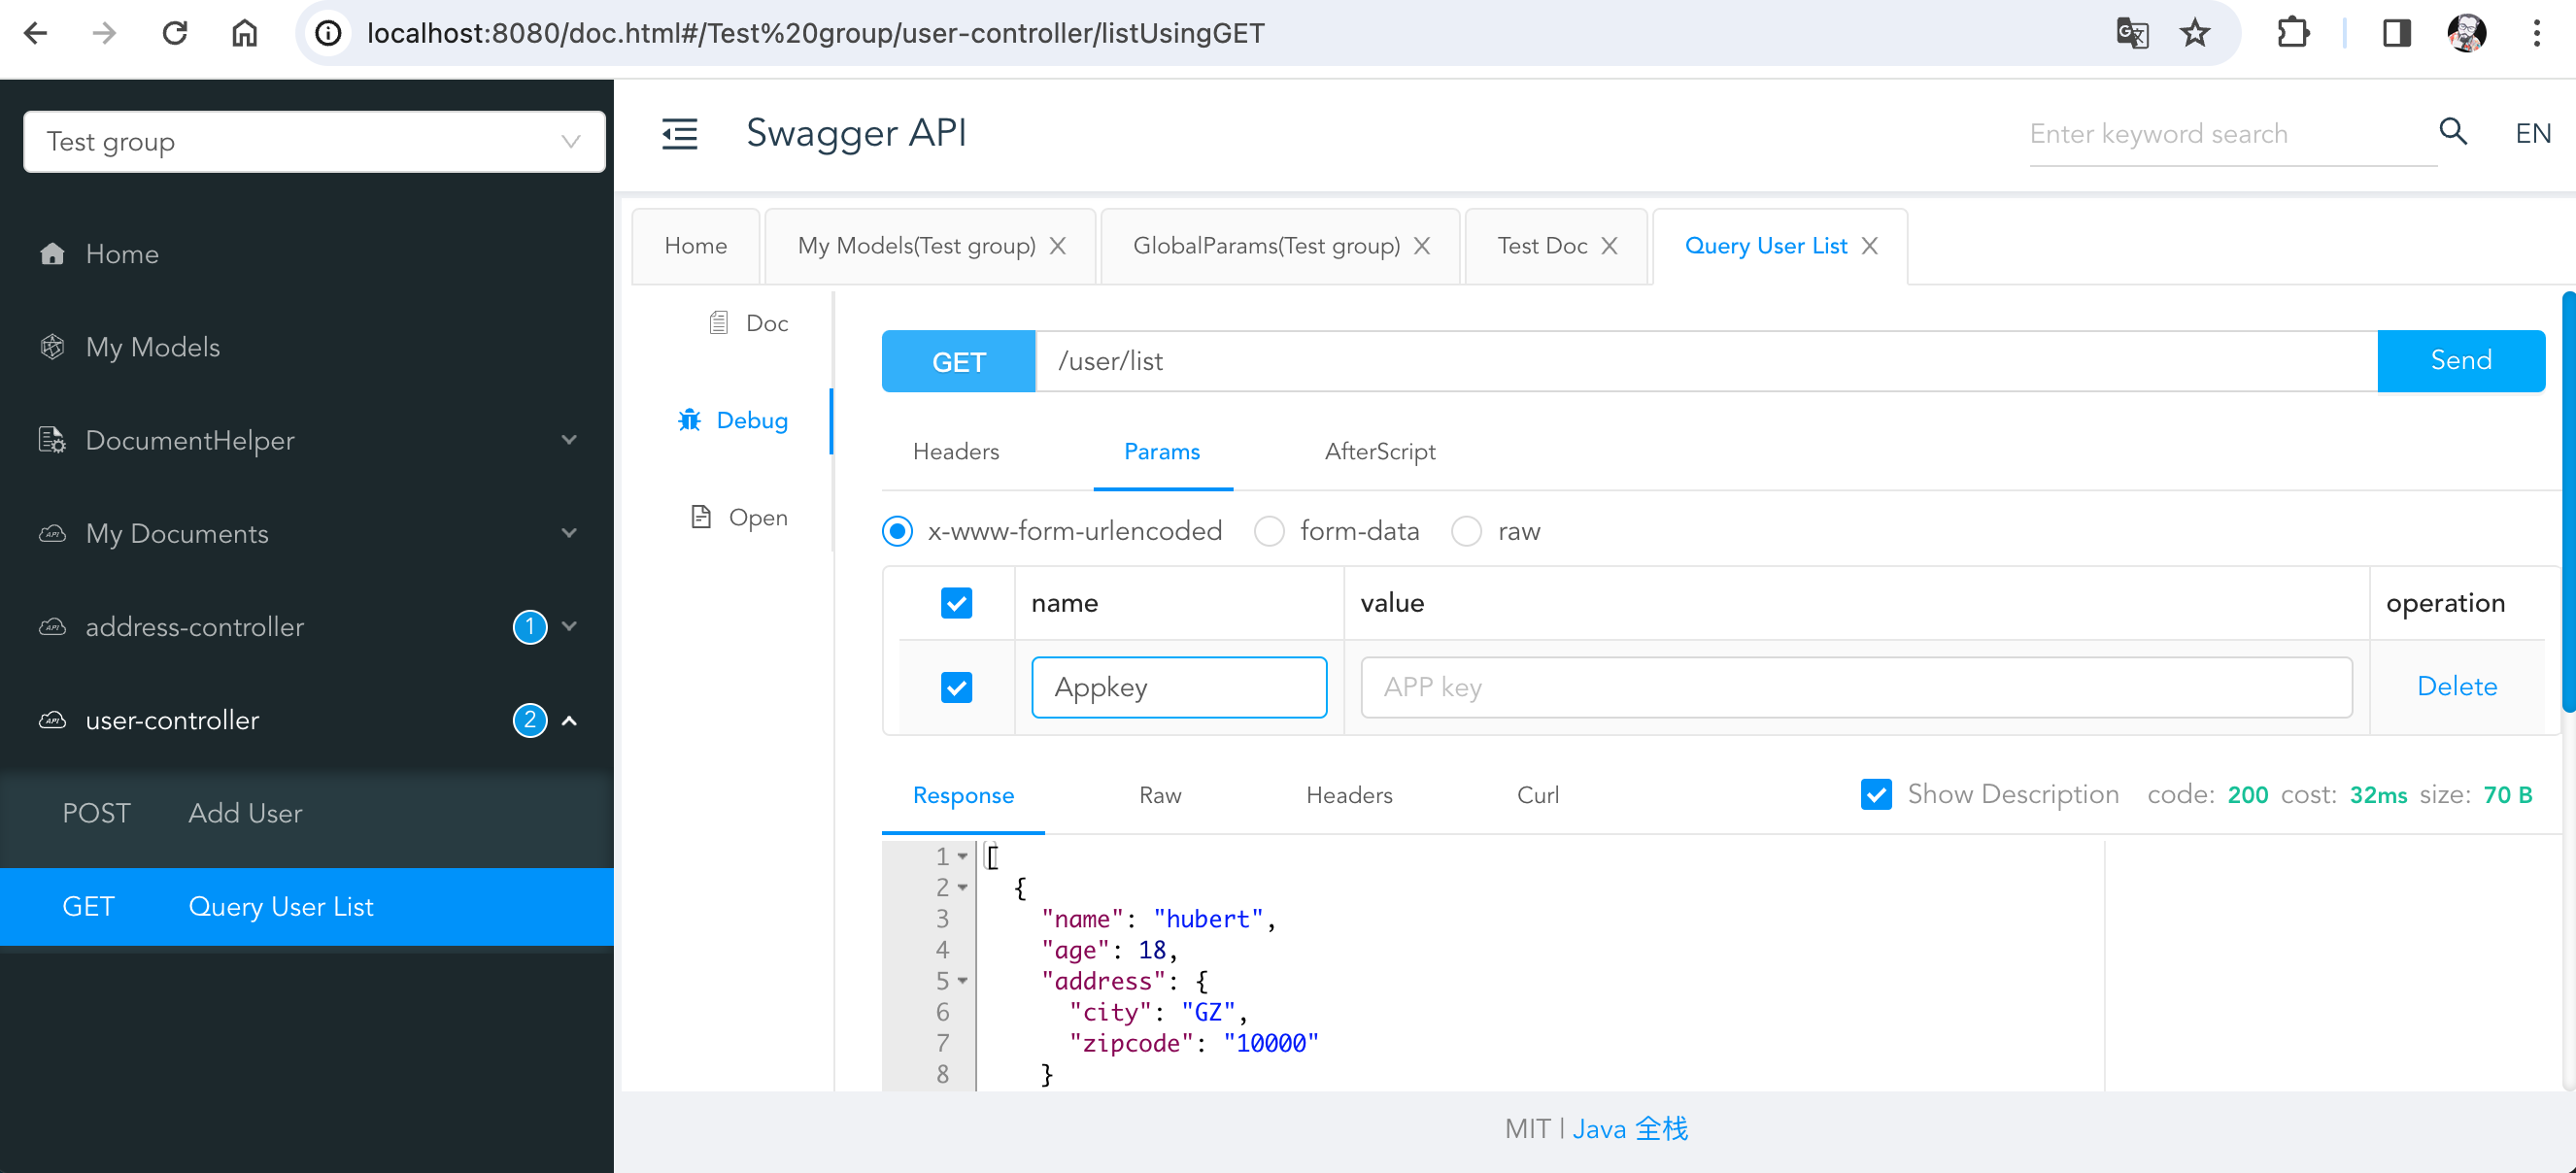 localhost:8080/doc.html#/Test%20group/user-controller/listUsingGET
Test group
Home
My Models
DocumentHelper
My Documents
address-controller 1
user-controller 2
POST Add User
GET Query User List
Swagger API
Enter keyword search
EN
Home
My Models(Test group)
GlobalParams(Test group)
Test Doc
Query User List
Doc
Debug
Open
GET /user/list Send
Headers Params AfterScript
x-www-form-urlencoded form-data raw
name value operation
Appkey APP key Delete
Response Raw Headers Curl Show Description code: 200 cost: 32ms size: 70 B
1 [
2 {
3 "name": "hubert",
4 "age": 18,
5 "address": {
6 "city": "GZ",
7 "zipcode": "10000"
8 }
MIT | Java 全栈